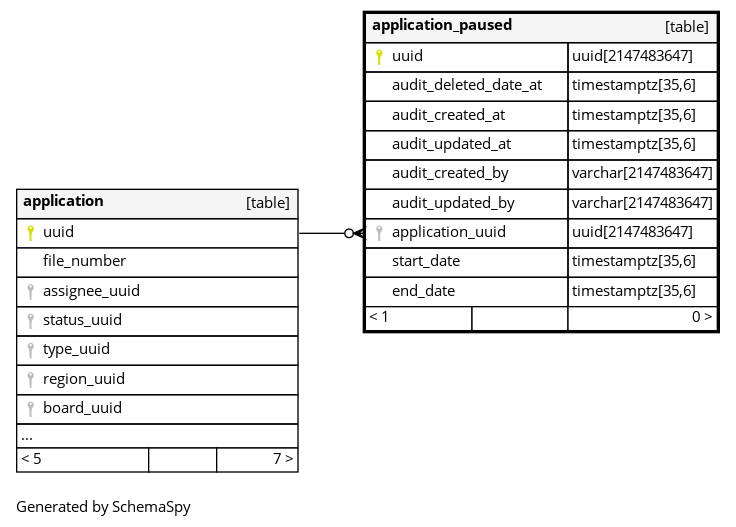 application_paused [table]
uuid uuid[2147483647]
audit_deleted_date_at timestamptz[35,6]
audit_created_at timestamptz[35,6]
audit_updated_at timestamptz[35,6]
audit_created_by varchar[2147483647]
audit_updated_by varchar[2147483647]
application_uuid uuid[2147483647]
start_date timestamptz[35,6]
end_date timestamptz[35,6]
< 1 0 >
application [table]
uuid
file_number
assignee_uuid
status_uuid
type_uuid
region_uuid
board_uuid
...
< 5 7 >
Generated by SchemaSpy